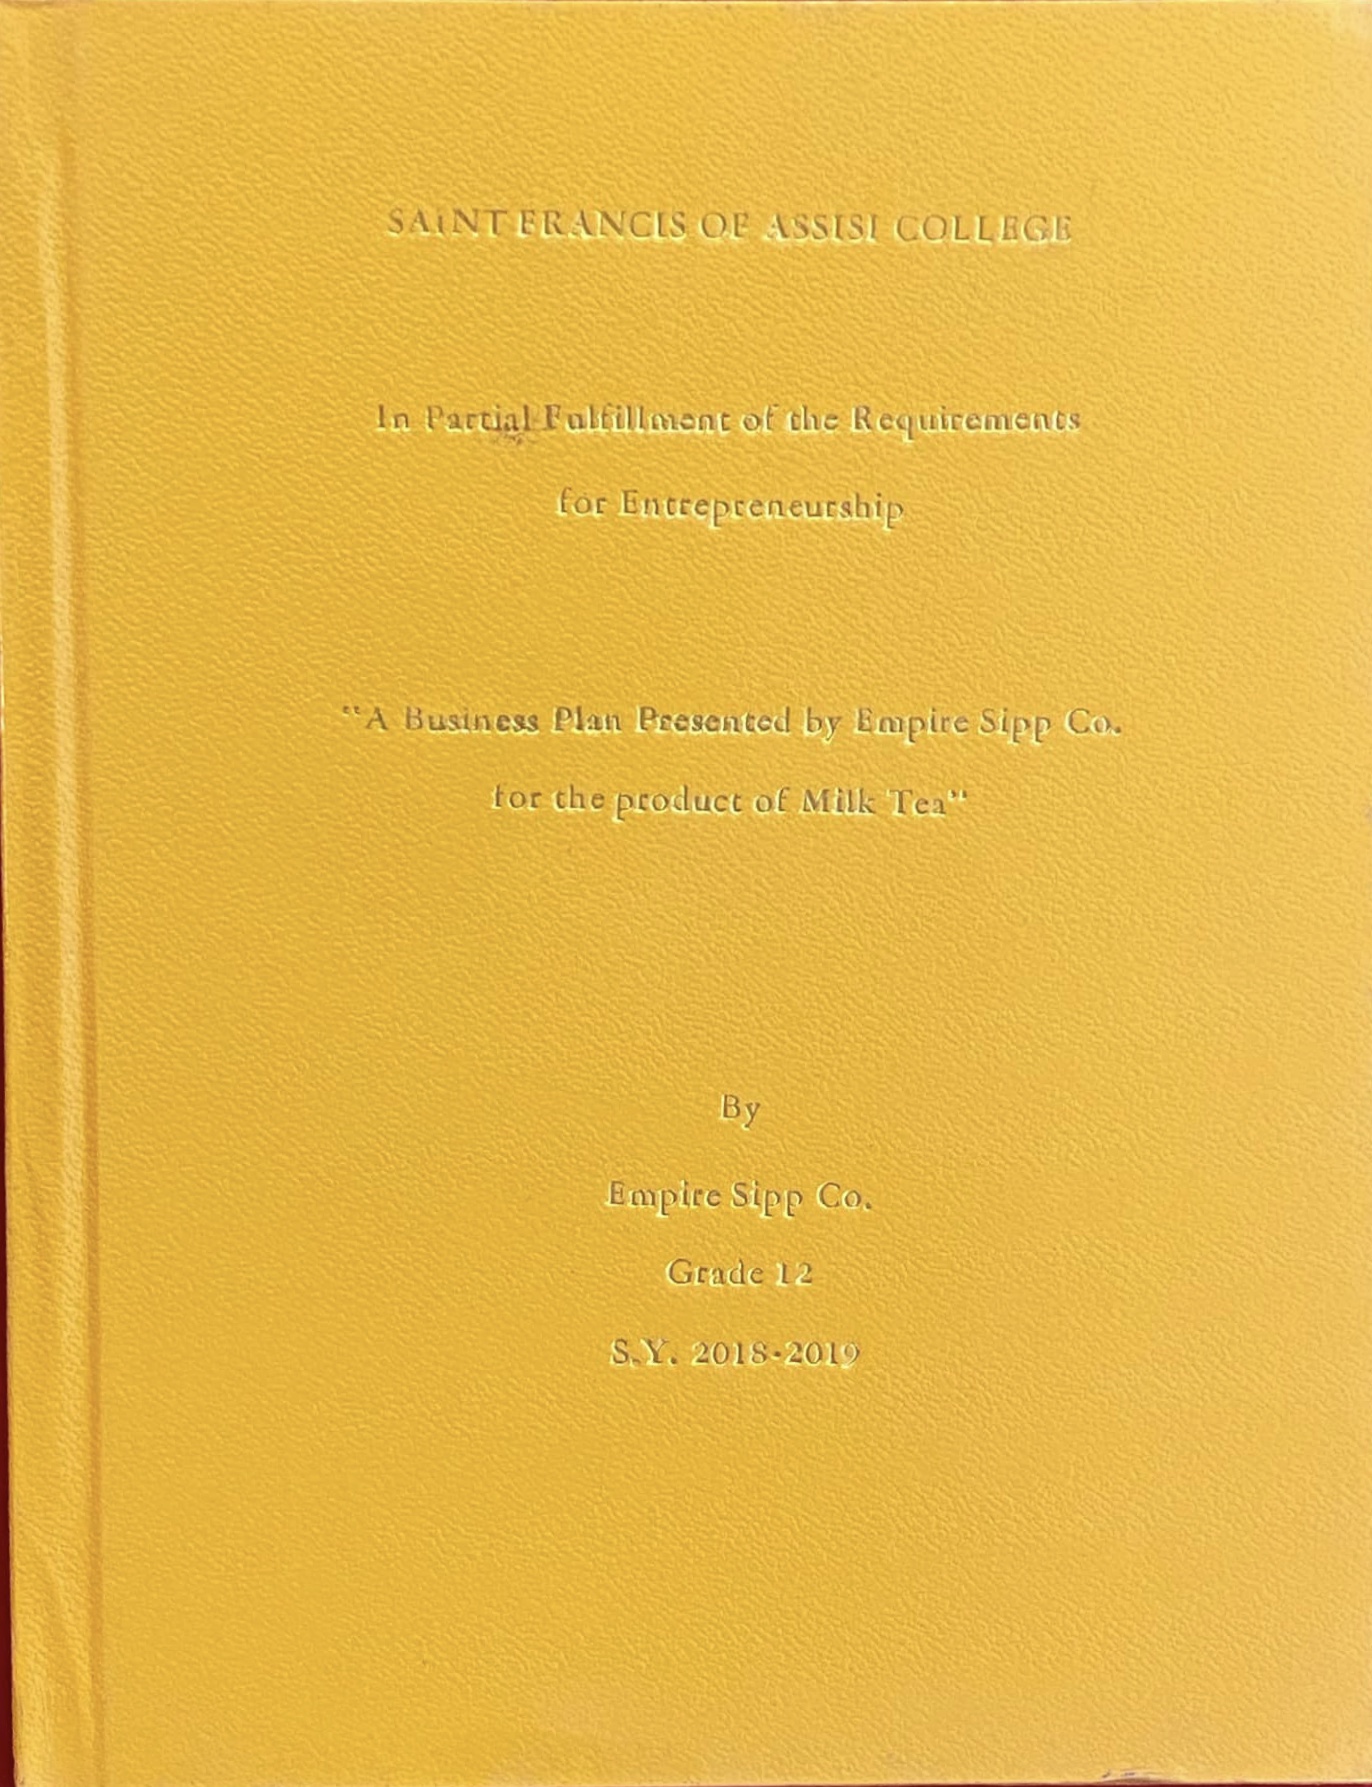 SAINT FRANCIS OF ASSISI COLLEGE
In Partial Fulfillment of the Requirements
for Entrepreneurship
"A Business Plan Presented by Empire Sipp Co.
for the product of Milk Tea"
By
Empire Sipp Co.
Grade 12
S.Y. 2018-2019